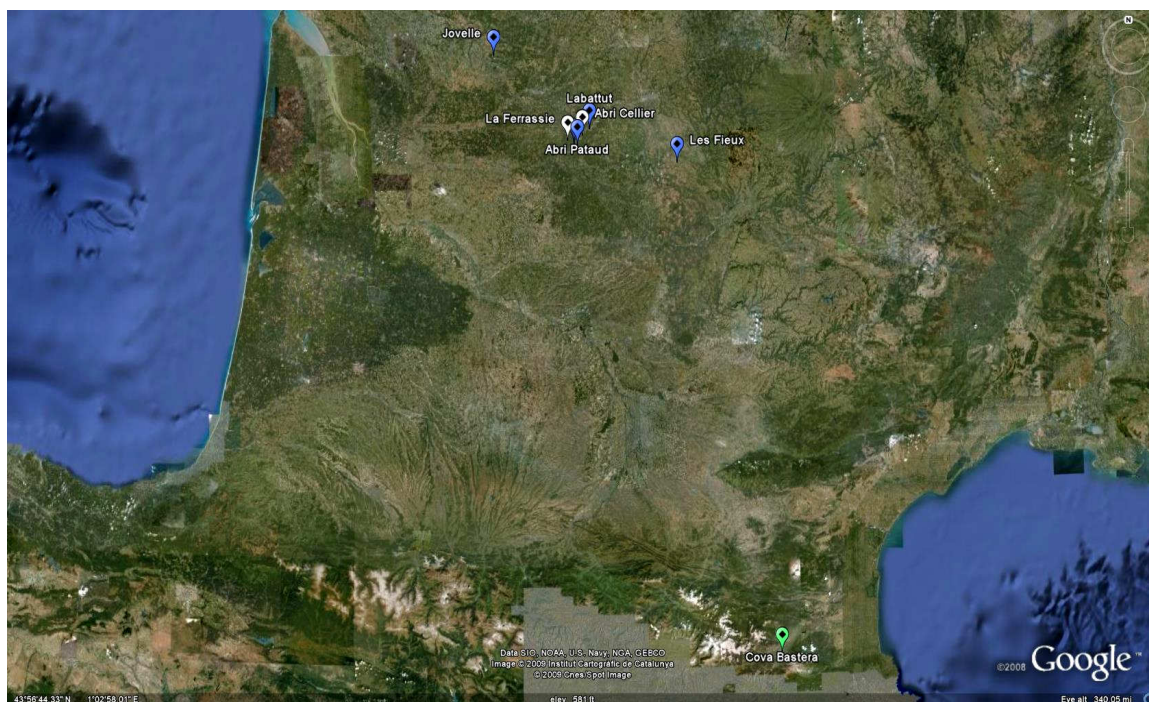 N
Jovelle
Labattut
La Ferrassie
Abri Cellier
Abri Pataud
Les Fieux
Cova Bastera
Data SIO, NOAA, U.S. Navy, NGA, GEBCO
Image © 2009 Institut Cartogràfic de Catalunya
© 2009 Cnes/Spot Image
©2008 Google™
43°56'44.33" N 1°02'58.01" E elev 581 ft Eye alt 340.05 mi